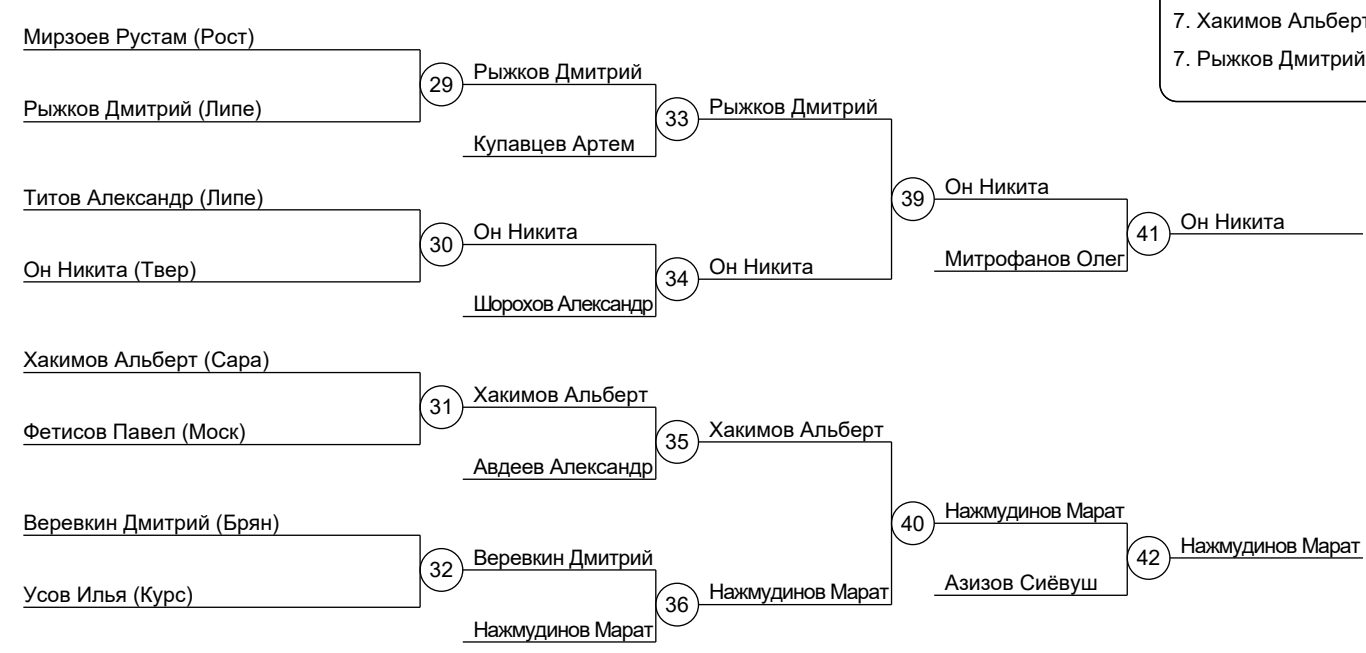 7. Хакимов Альберт
7. Рыжков Дмитрий
Мирзоев Рустам (Рост)
29
Рыжков Дмитрий
Рыжков Дмитрий (Липе)
33
Рыжков Дмитрий
Купавцев Артем
Титов Александр (Липе)
39
Он Никита
30
Он Никита
41
Он Никита
Он Никита (Твер)
34
Он Никита
Митрофанов Олег
Шорохов Александр
Хакимов Альберт (Сара)
31
Хакимов Альберт
Фетисов Павел (Моск)
35
Хакимов Альберт
Авдеев Александр
Веревкин Дмитрий (Брян)
40
Нажмудинов Марат
32
Веревкин Дмитрий
42
Нажмудинов Марат
Усов Илья (Курс)
36
Нажмудинов Марат
Азизов Сиёвуш
Нажмудинов Марат